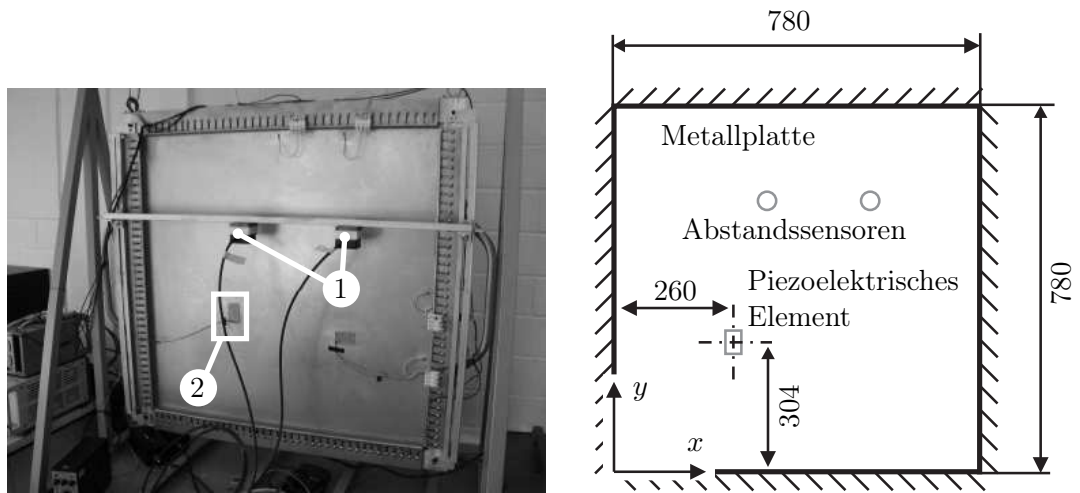 1
2
780
Metallplatte
Abstandssensoren
260
Piezoelektrisches
Element
780
304
y
x